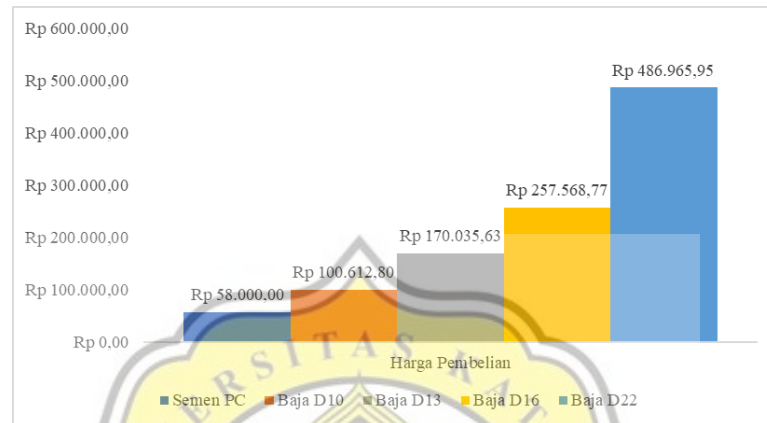 Rp 600.000,00
Rp 500.000,00
Rp 400.000,00
Rp 300.000,00
Rp 200.000,00
Rp 100.000,00
Rp 0,00
Rp 58.000,00
Rp 100.612,80
Rp 170.035,63
Rp 257.568,77
Rp 486.965,95
Harga Pembelian
Semen PC Baja D10 Baja D13 Baja D16 Baja D22
ERSITAS KAT